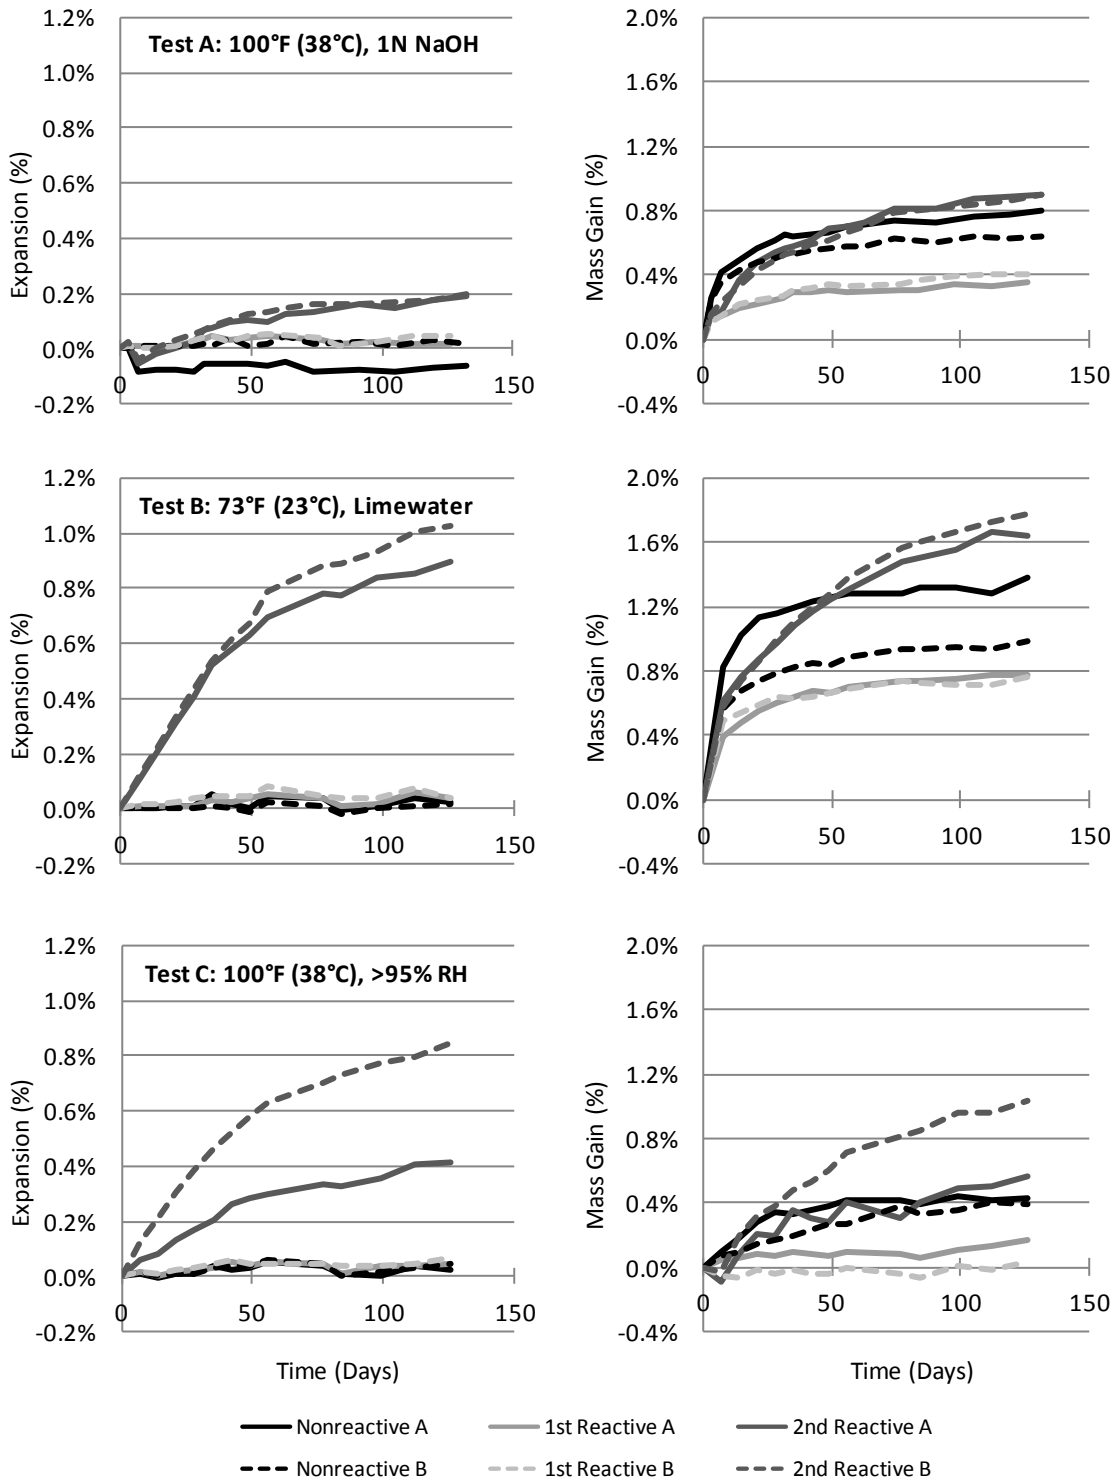 Test A: 100°F (38°C), 1N NaOH
Expansion (%)
1.2%
1.0%
0.8%
0.6%
0.4%
0.2%
0.0%
-0.2%
0 50 100 150
Mass Gain (%)
2.0%
1.6%
1.2%
0.8%
0.4%
0.0%
-0.4%
0 50 100 150
Test B: 73°F (23°C), Limewater
Expansion (%)
1.2%
1.0%
0.8%
0.6%
0.4%
0.2%
0.0%
-0.2%
0 50 100 150
Mass Gain (%)
2.0%
1.6%
1.2%
0.8%
0.4%
0.0%
-0.4%
0 50 100 150
Test C: 100°F (38°C), >95% RH
Expansion (%)
1.2%
1.0%
0.8%
0.6%
0.4%
0.2%
0.0%
-0.2%
0 50 100 150
Time (Days)
Mass Gain (%)
2.0%
1.6%
1.2%
0.8%
0.4%
0.0%
-0.4%
0 50 100 150
Time (Days)
Nonreactive A 1st Reactive A 2nd Reactive A
Nonreactive B 1st Reactive B 2nd Reactive B